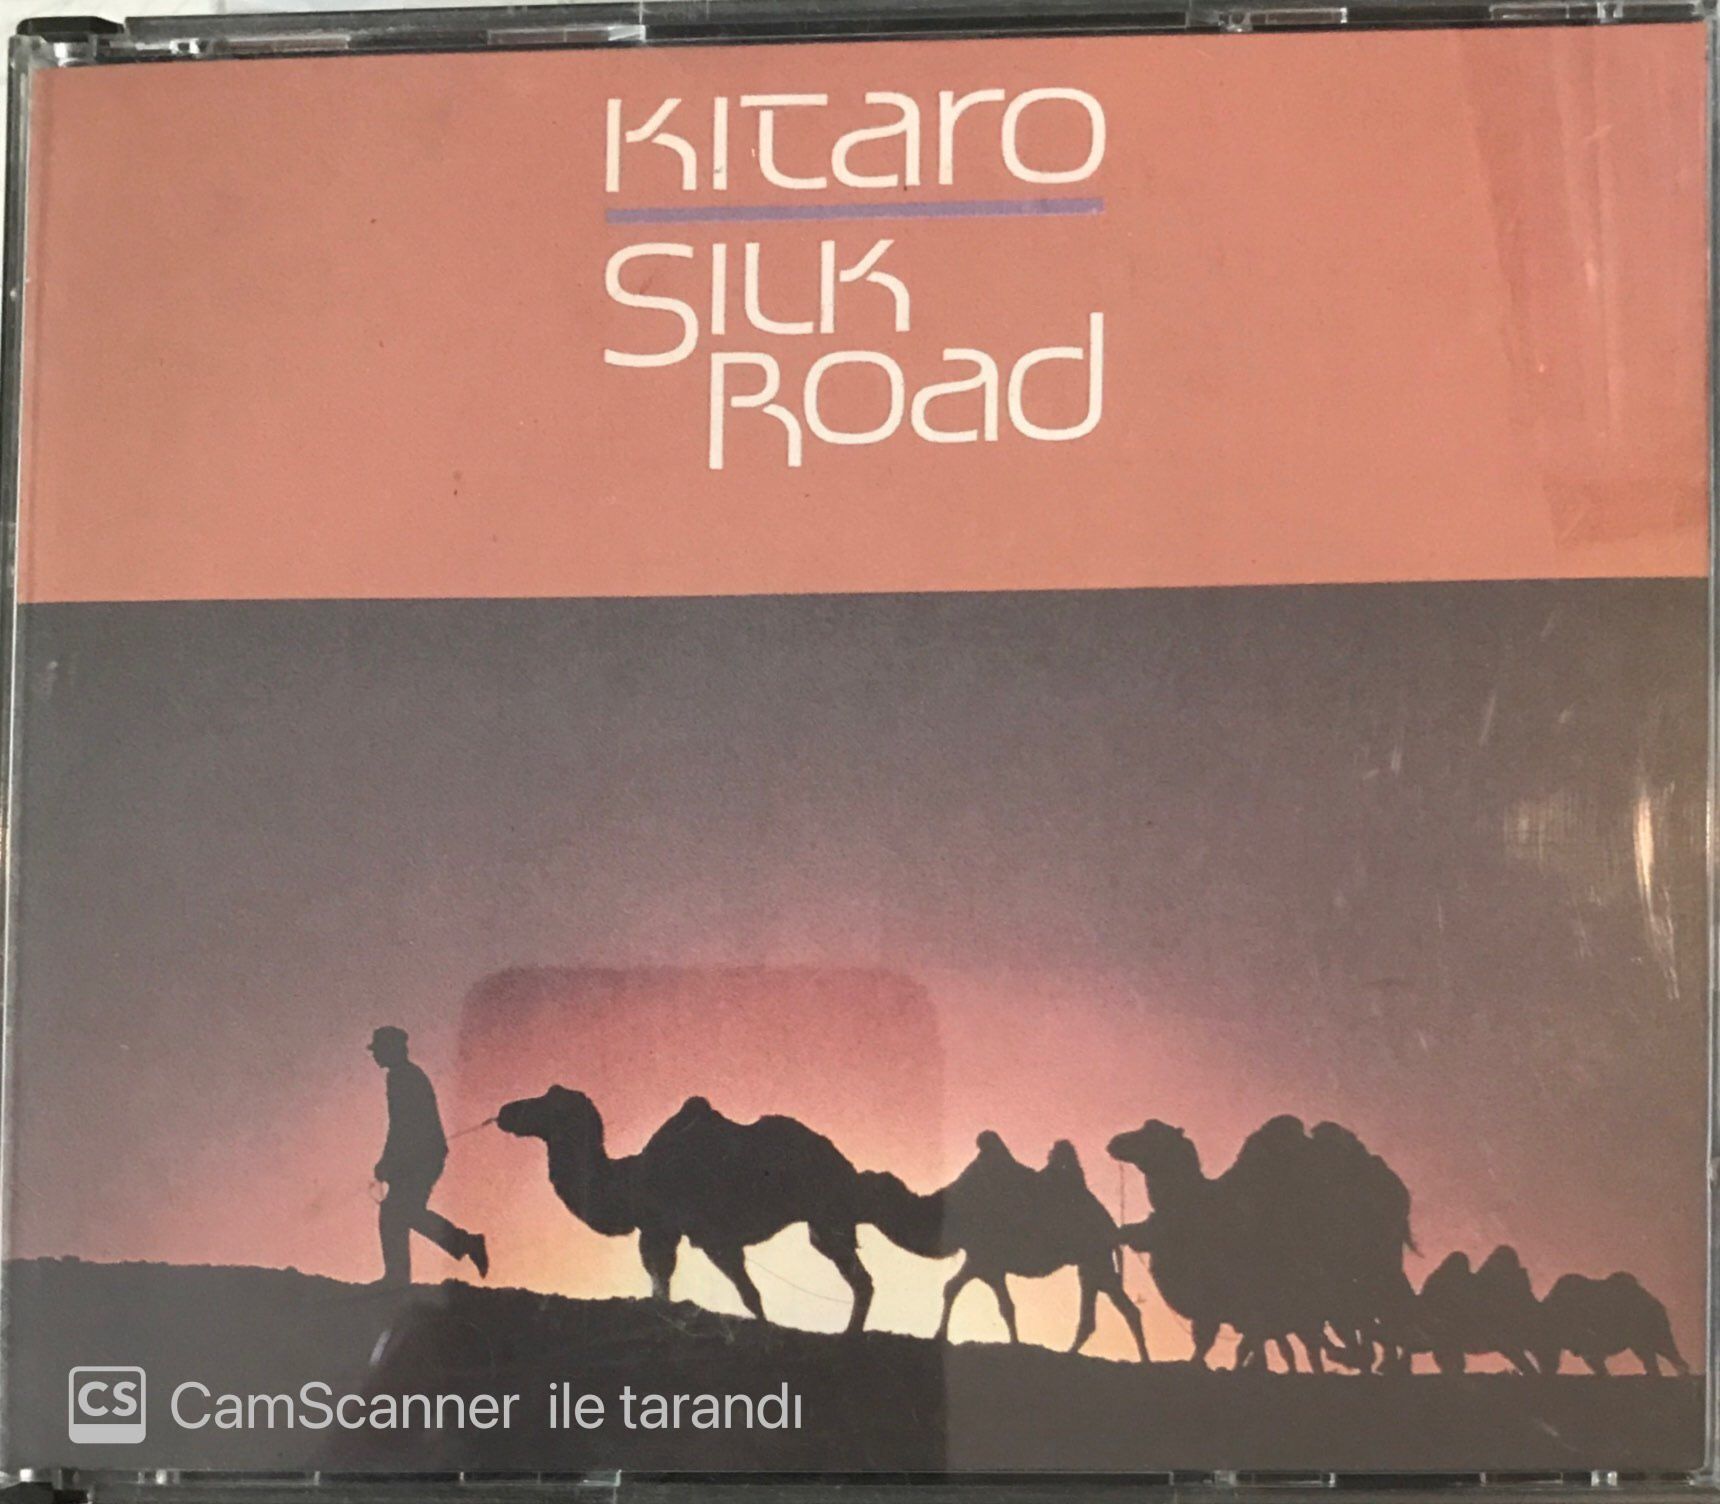 Kitaro
Silk
Road
CS CamScanner ile tarandı